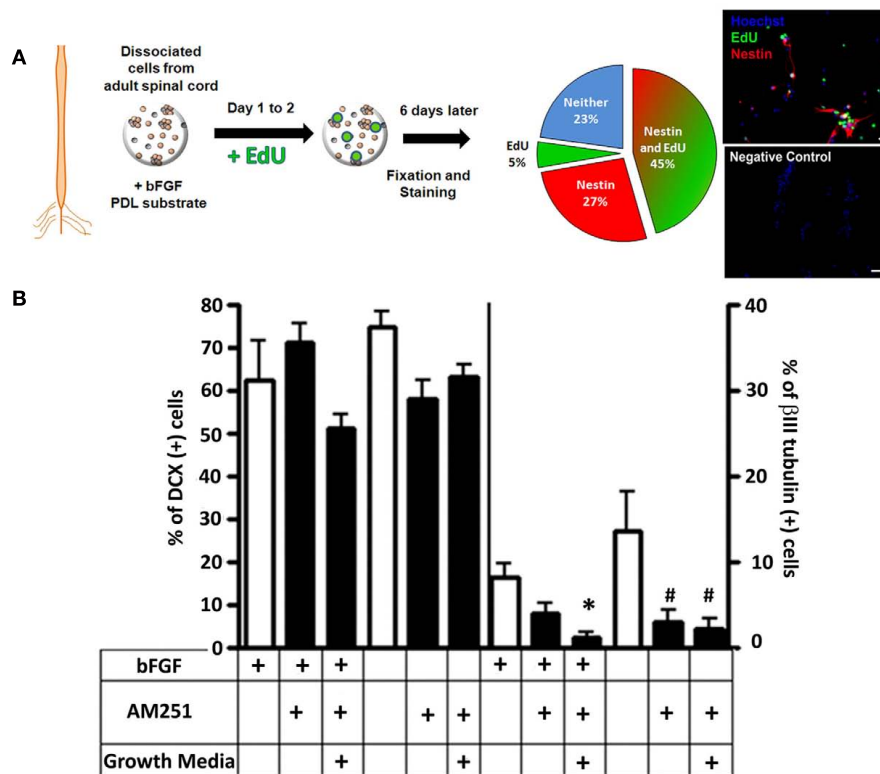 A
Dissociated
cells from
adult spinal cord
+ bFGF
PDL substrate
Day 1 to 2
+ EdU
6 days later
Fixation and
Staining
Neither
23%
EdU
5%
Nestin
and EdU
45%
Nestin
27%
Hoechst
EdU
Nestin
Negative Control
B
% of DCX (+) cells
80
70
60
50
40
30
20
10
0
* # #
40
30
20
10
0
% of βIII tubulin (+) cells
bFGF + + + + + +
AM251 + + + + + + + +
Growth Media + + + +